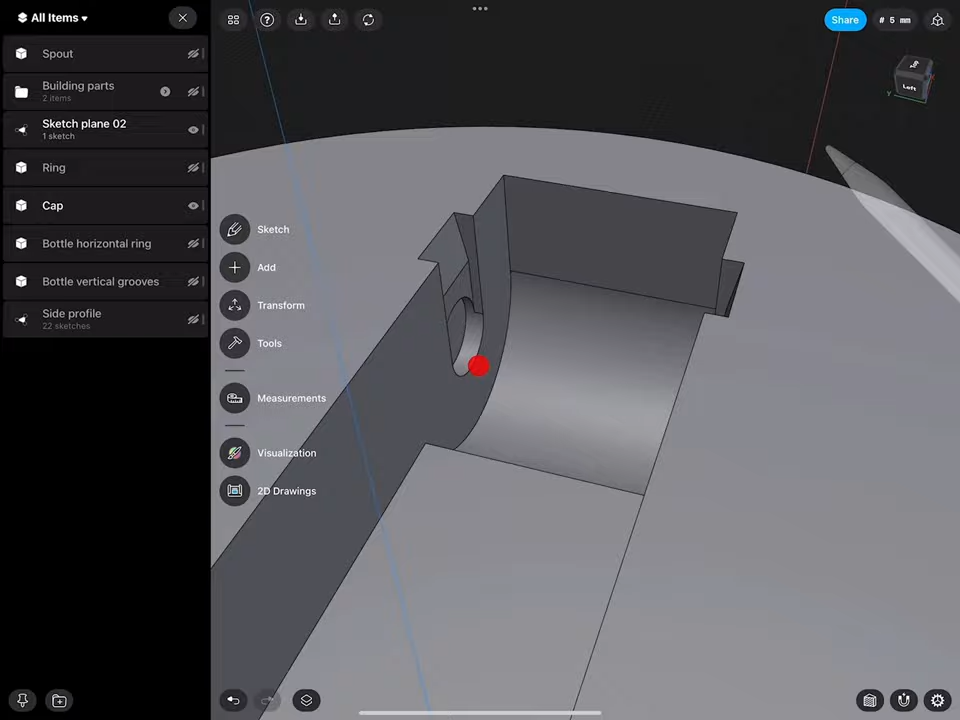 All Items
Share
# 5 mm
Spout
Building parts
2 items
Sketch plane 02
1 sketch
Ring
Cap
Bottle horizontal ring
Bottle vertical grooves
Side profile
22 sketches
Sketch
Add
Transform
Tools
Measurements
Visualization
2D Drawings
Left
Y